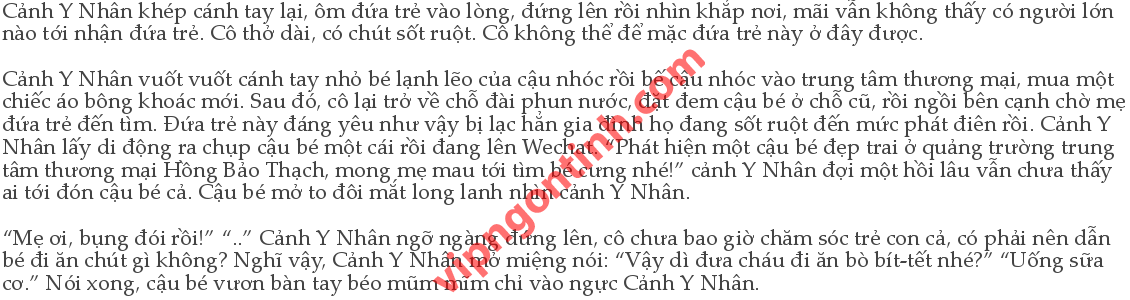 Cảnh Y Nhân khép cánh tay lại, ôm đứa trẻ vào lòng, đứng lên rồi nhìn khắp nơi, mãi vẫn không thấy có người lớn
nào tới nhận đứa trẻ. Cô thở dài, có chút sốt ruột. Cô không thể để mặc đứa trẻ này ở đây được.
Cảnh Y Nhân vuốt vuốt cánh tay nhỏ bé lạnh lẽo của cậu nhóc rồi bế cậu nhóc vào trung tâm thương mại, mua một
chiếc áo bông khoác mới. Sau đó, cô lại trở về chỗ đài phun nước, đặt đem cậu bé ở chỗ cũ, rồi ngồi bên cạnh chờ mẹ
đứa trẻ đến tìm. Đứa trẻ này đáng yêu như vậy bị lạc hẳn gia đình họ đang sốt ruột đến mức phát điên rồi. Cảnh Y
Nhân lấy di động ra chụp cậu bé một cái rồi đang lên Wechat. “Phát hiện một cậu bé đẹp trai ở quảng trường trung
tâm thương mại Hồng Bảo Thạch, mong mẹ mau tới tìm bé cưng nhé!” cảnh Y Nhân đợi một hồi lâu vẫn chưa thấy
ai tới đón cậu bé cả. Cậu bé mở to đôi mắt long lanh nhìn cảnh Y Nhân.
“Mẹ ơi, bụng đói rồi!” “..” Cảnh Y Nhân ngỡ ngàng đứng lên, cô chưa bao giờ chăm sóc trẻ con cả, có phải nên dẫn
bé đi ăn chút gì không? Nghĩ vậy, Cảnh Y Nhân mở miệng nói: “Vậy dì đưa cháu đi ăn bò bít-tết nhé?” “Uống sữa
cơ.” Nói xong, cậu bé vươn bàn tay béo mũm mĩm chỉ vào ngực Cảnh Y Nhân.
vipngontinh.com